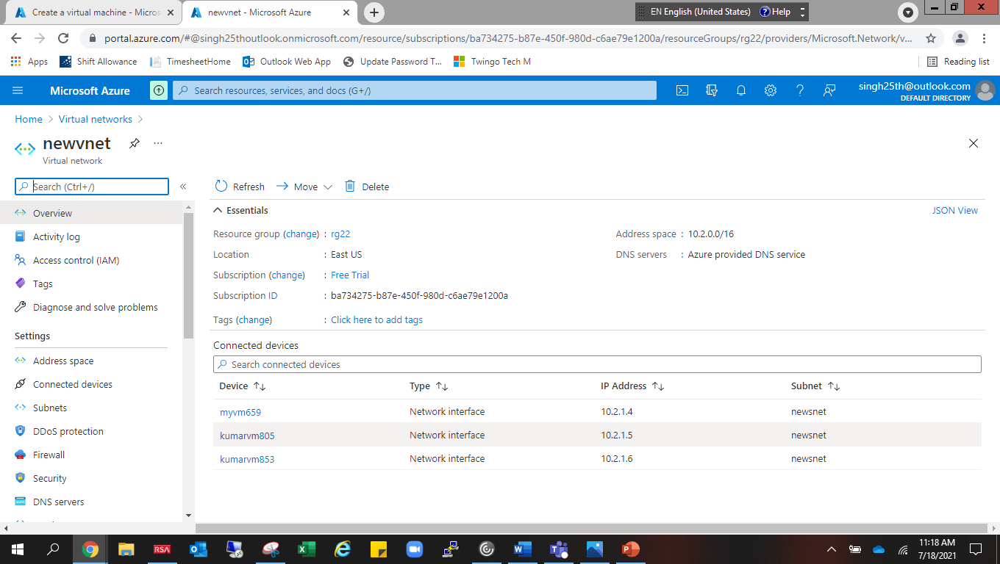 Create a virtual machine - Micros
newvnet - Microsoft Azure
EN English (United States) Help
portal.azure.com/#@singh25thoutlook.onmicrosoft.com/resource/subscriptions/ba734275-b87e-450f-980d-c6ae79e1200a/resourceGroups/rg22/providers/Microsoft.Network/v...
Apps Shift Allowance TimesheetHome Outlook Web App Update Password T... Twingo Tech M Reading list
Microsoft Azure
Search resources, services, and docs (G+/)
singh25th@outlook.com
DEFAULT DIRECTORY
Home > Virtual networks >
newvnet
...
Virtual network
Search (Ctrl+/)
«
Refresh Move Delete
Overview
Activity log
Access control (IAM)
Tags
Diagnose and solve problems
Settings
Address space
Connected devices
Subnets
DDoS protection
Firewall
Security
DNS servers
Essentials
JSON View
Resource group (change) : rg22
Location : East US
Subscription (change) : Free Trial
Subscription ID : ba734275-b87e-450f-980d-c6ae79e1200a
Tags (change) : Click here to add tags
Address space : 10.2.0.0/16
DNS servers : Azure provided DNS service
Connected devices
Search connected devices
Device Type IP Address Subnet
myvm659 Network interface 10.2.1.4 newsnet
kumarvm805 Network interface 10.2.1.5 newsnet
kumarvm853 Network interface 10.2.1.6 newsnet
RSA
11:18 AM
7/18/2021